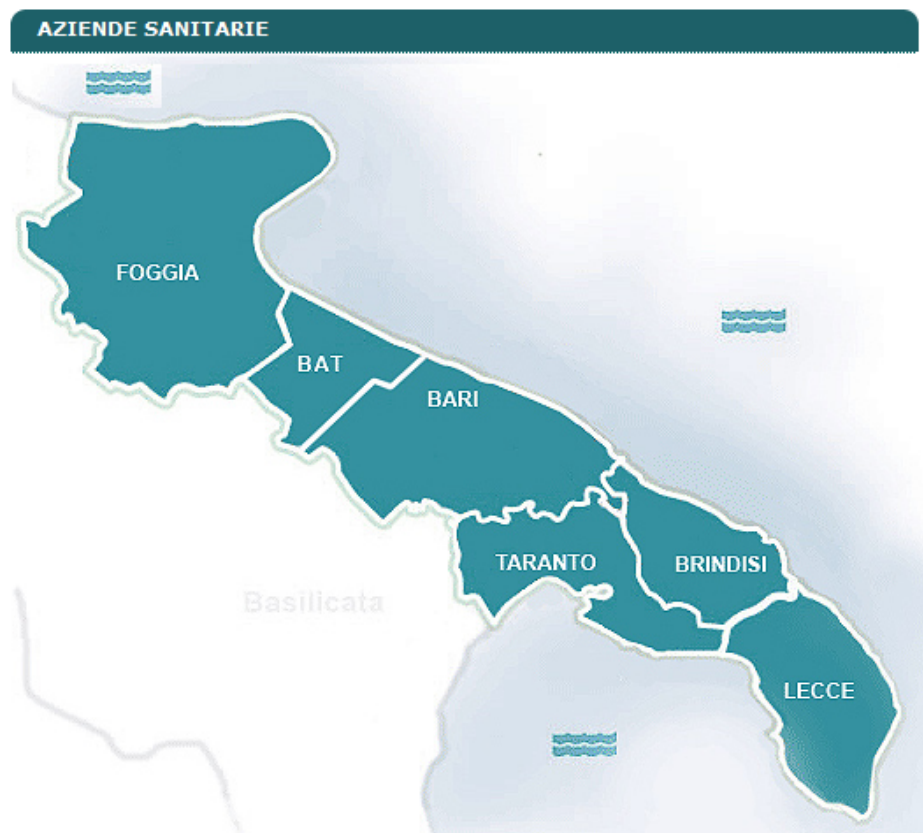 AZIENDE SANITARIE
FOGGIA
BAT
BARI
TARANTO
BRINDISI
Basilicata
LECCE